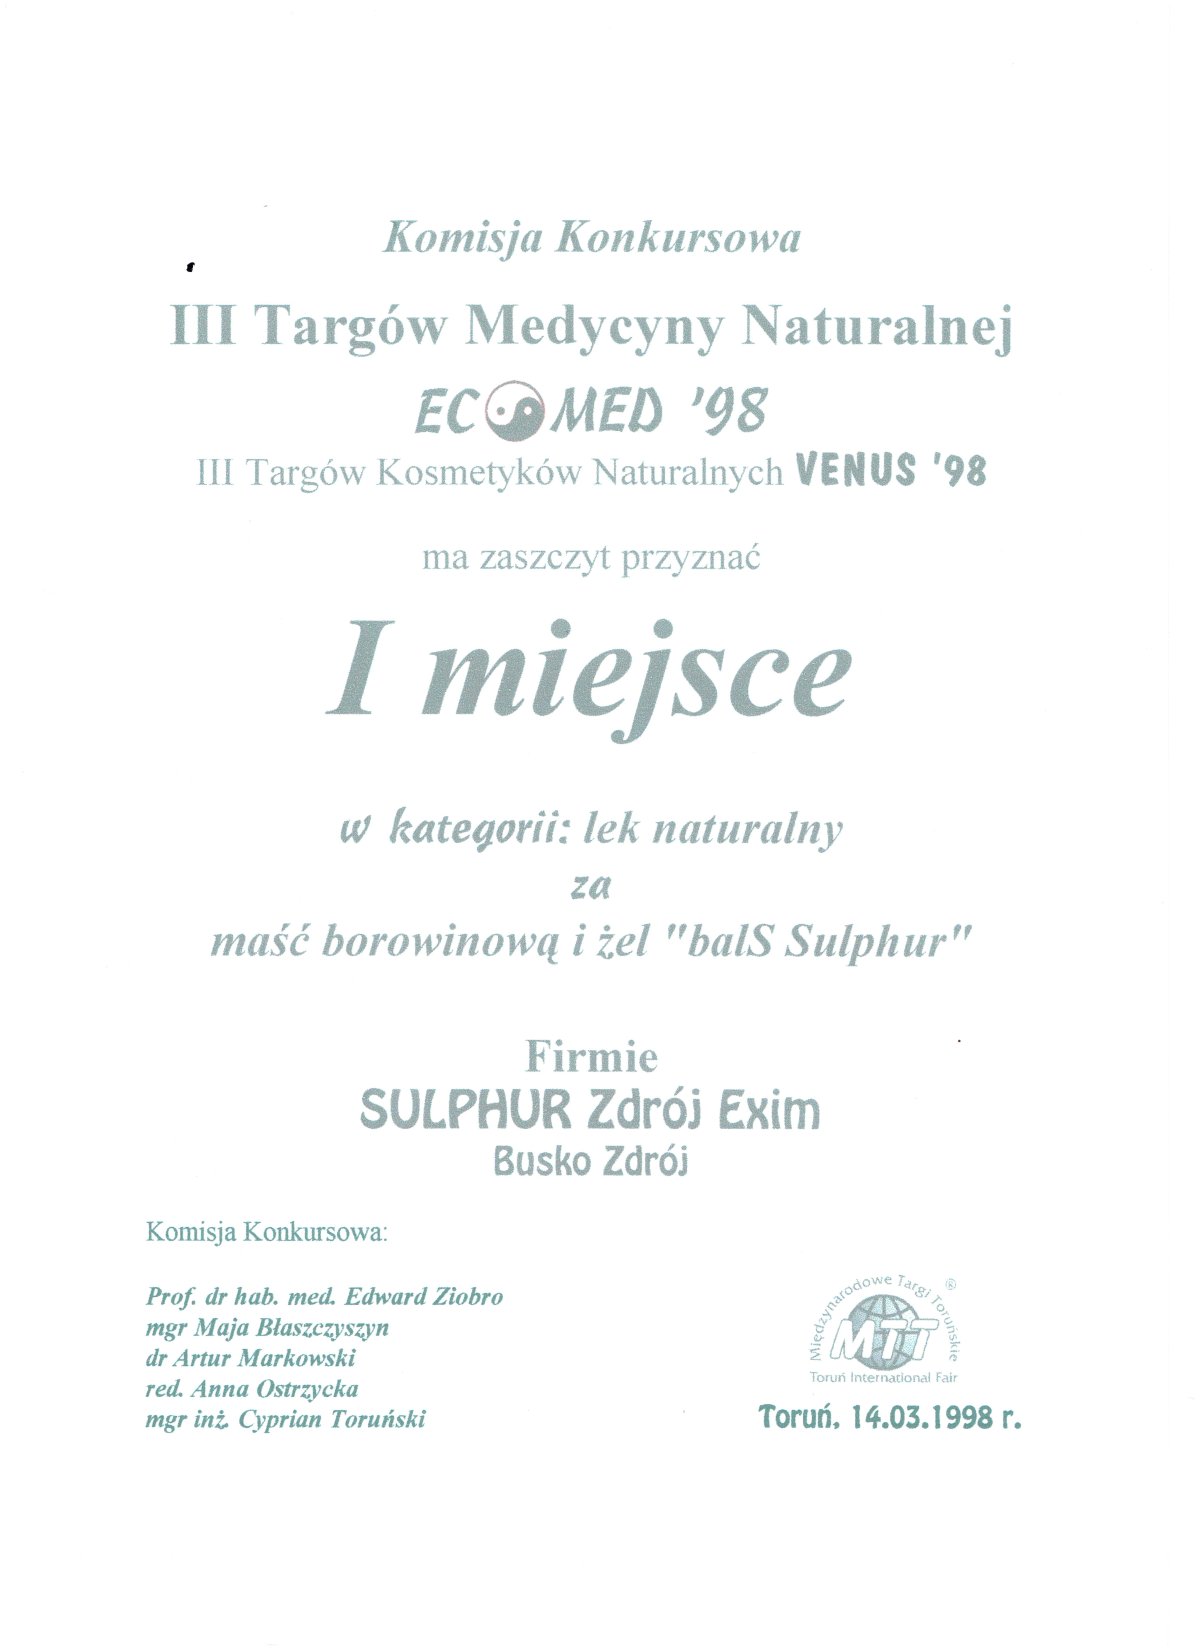 Komisja Konkursowa
III Targów Medycyny Naturalnej
ECOMED '98
III Targów Kosmetyków Naturalnych VENUS '98
ma zaszczyt przyznać
I miejsce
w kategorii: lek naturalny
za
maść borowinową i żel "balS Sulphur"
Firmie
SULPHUR Zdrój Exim
Busko Zdrój
Komisja Konkursowa:
Prof. dr hab. med. Edward Ziobro
mgr Maja Błaszczyszyn
dr Artur Markowski
red. Anna Ostrzycka
mgr inż. Cyprian Toruński
Międzynarodowe Targi Toruńskie ®
MTT
Toruń International Fair
Toruń, 14.03.1998 r.